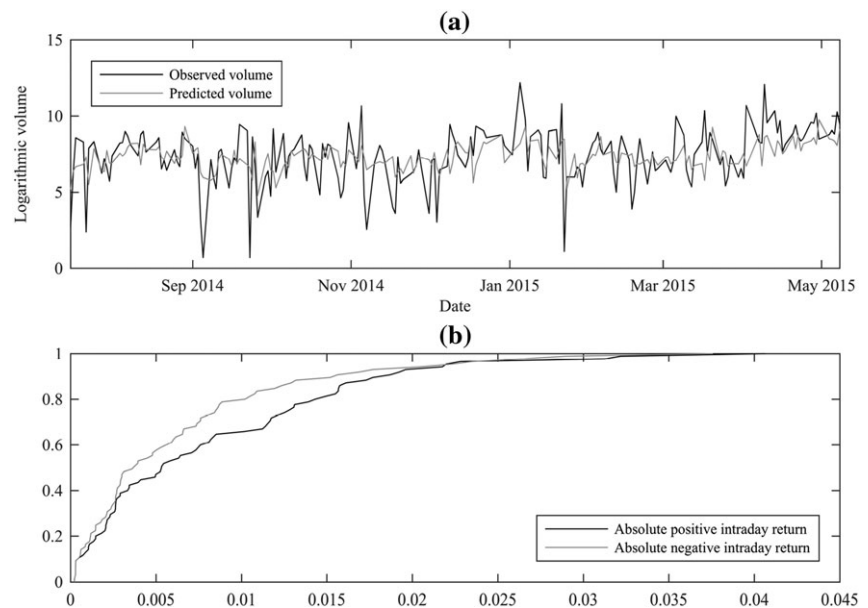 (a)
15
10
5
0
Logarithmic volume
Observed volume
Predicted volume
Sep 2014
Nov 2014
Jan 2015
Mar 2015
May 2015
Date
(b)
1
0.8
0.6
0.4
0.2
0
Absolute positive intraday return
Absolute negative intraday return
0
0.005
0.01
0.015
0.02
0.025
0.03
0.035
0.04
0.045